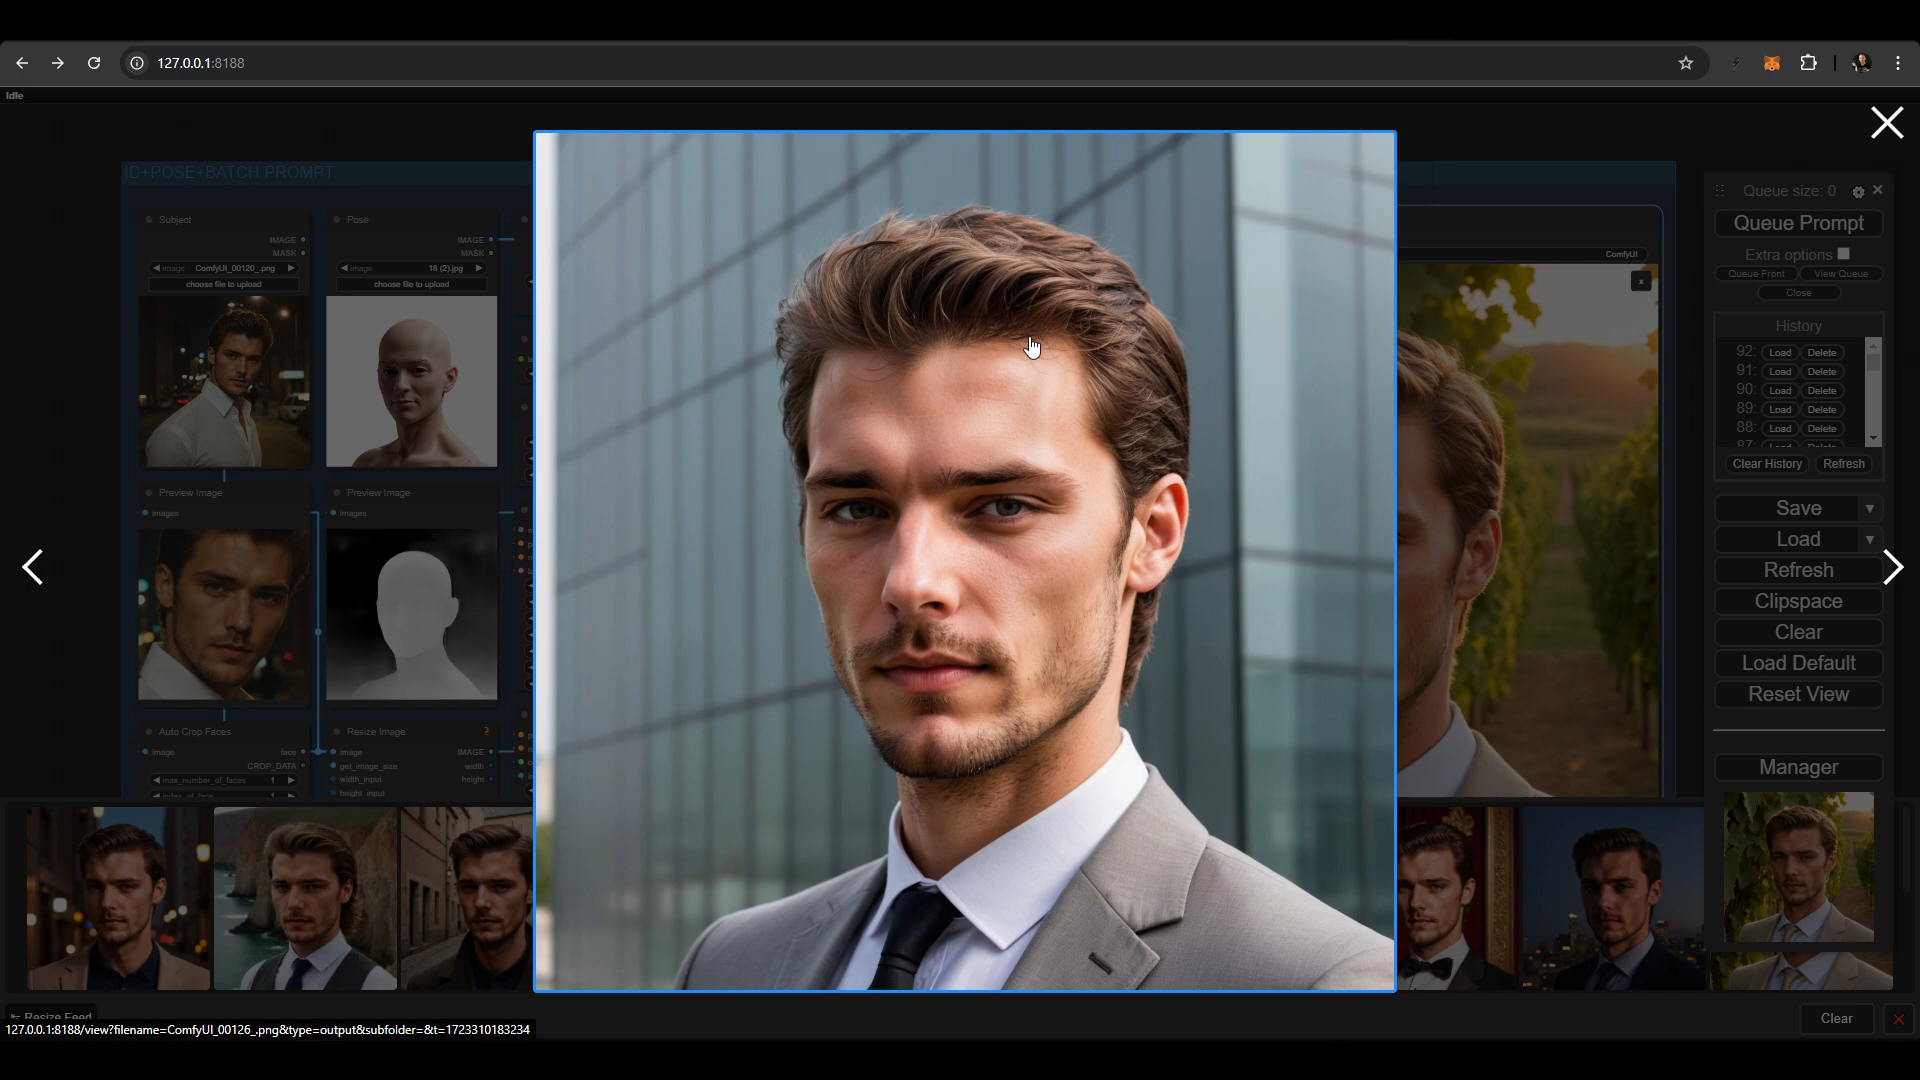 127.0.0.1:8188
Idle
ID+POSE+BATCH PROMPT
Subject
IMAGE
MASK
image ComfyUI_00120_.png
choose file to upload
Pose
IMAGE
MASK
image 18 (2).jpg
choose file to upload
Preview Image
images
Preview Image
images
Auto Crop Faces
image face
CROP_DATA
max_number_of_faces 1
index_of_face 1
Resize Image ?
image IMAGE
get_image_size width
width_input height
height_input
ComfyUI
x
Queue size: 0
Queue Prompt
Extra options
Queue Front View Queue
Close
History
92: Load Delete
91: Load Delete
90: Load Delete
89: Load Delete
88: Load Delete
87: Load Delete
Clear History Refresh
Save
Load
Refresh
Clipspace
Clear
Load Default
Reset View
Manager
Resize Feed
Clear
127.0.0.1:8188/view?filename=ComfyUI_00126_.png&type=output&subfolder=&t=1723310183234